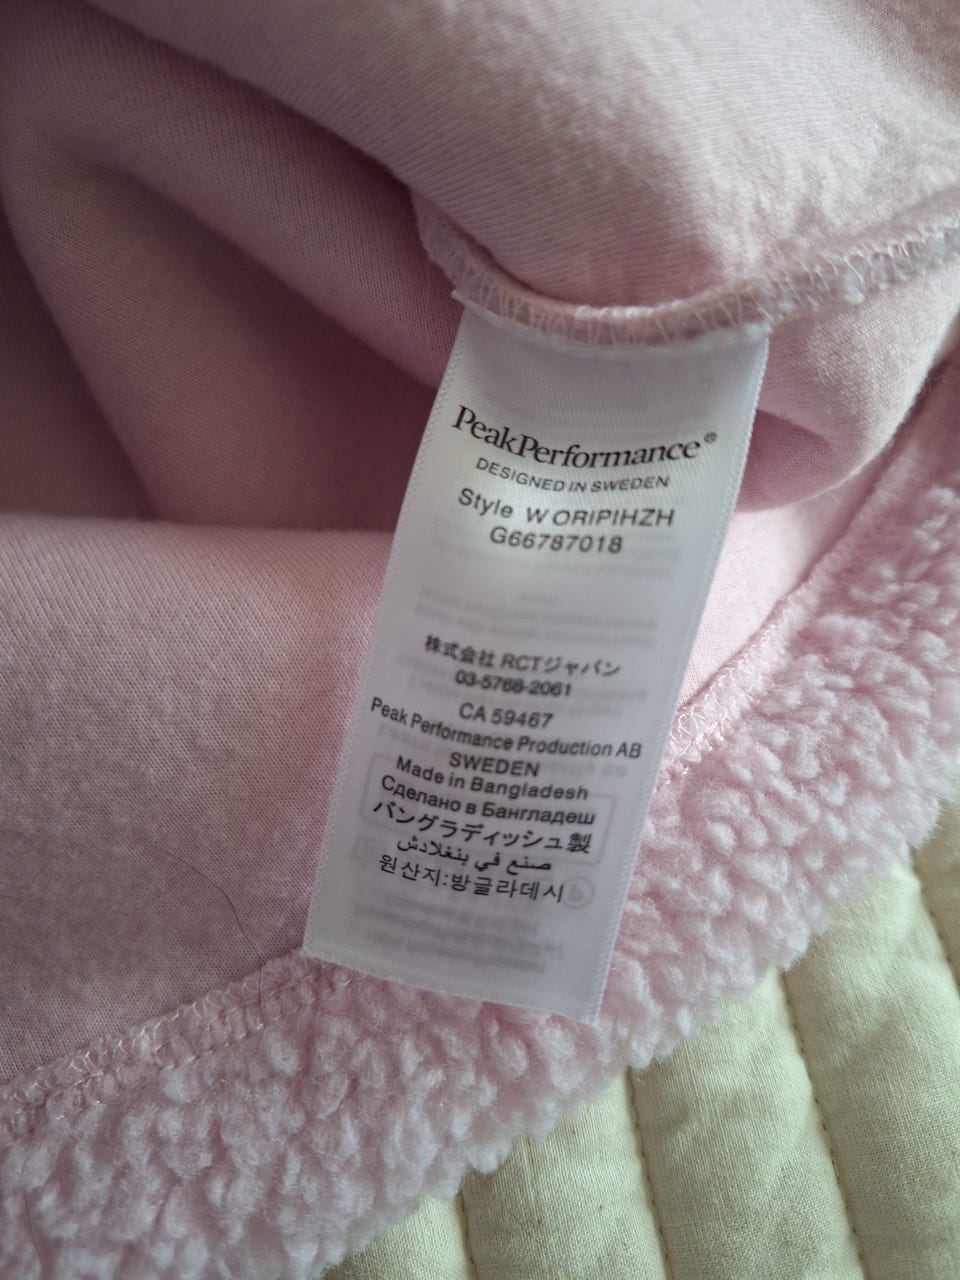 PeakPerformance®
DESIGNED IN SWEDEN
Style W ORIPIHZH
G66787018
株式会社 RCTジャパン
03-5768-2061
CA 59467
Peak Performance Production AB
SWEDEN
Made in Bangladesh
Сделано в Бангладеш
バングラディッシュ製
صنع في بنغلادش
원산지:방글라데시